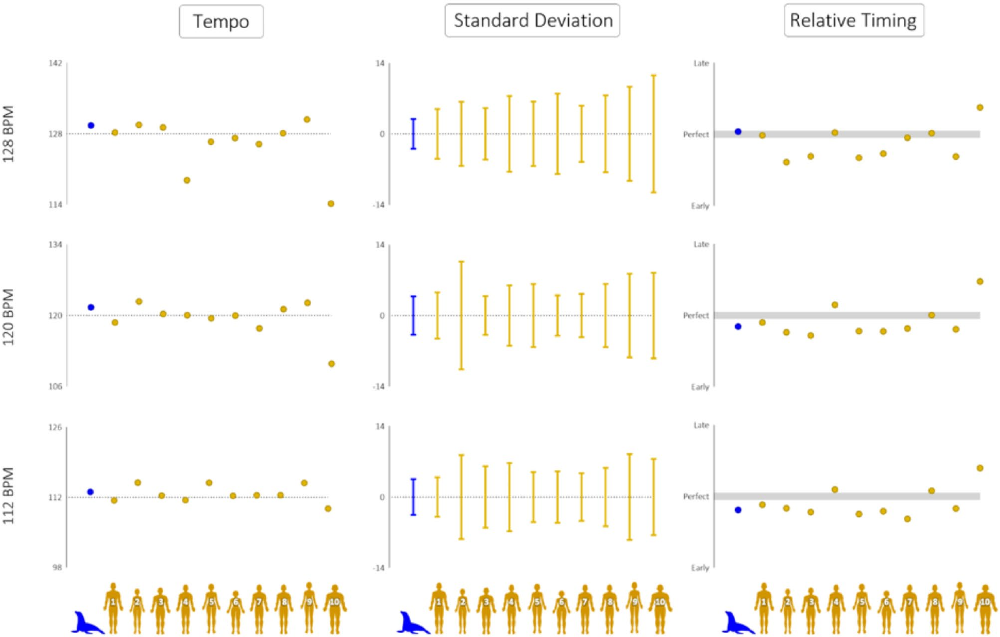 Tempo Standard Deviation Relative Timing
128 BPM
142
128
114
14
0
-14
Late
Perfect
Early
120 BPM
134
120
106
14
0
-14
Late
Perfect
Early
112 BPM
126
112
98
14
0
-14
Late
Perfect
Early
1 2 3 4 5 6 7 8 9 10
1 2 3 4 5 6 7 8 9 10
1 2 3 4 5 6 7 8 9 10